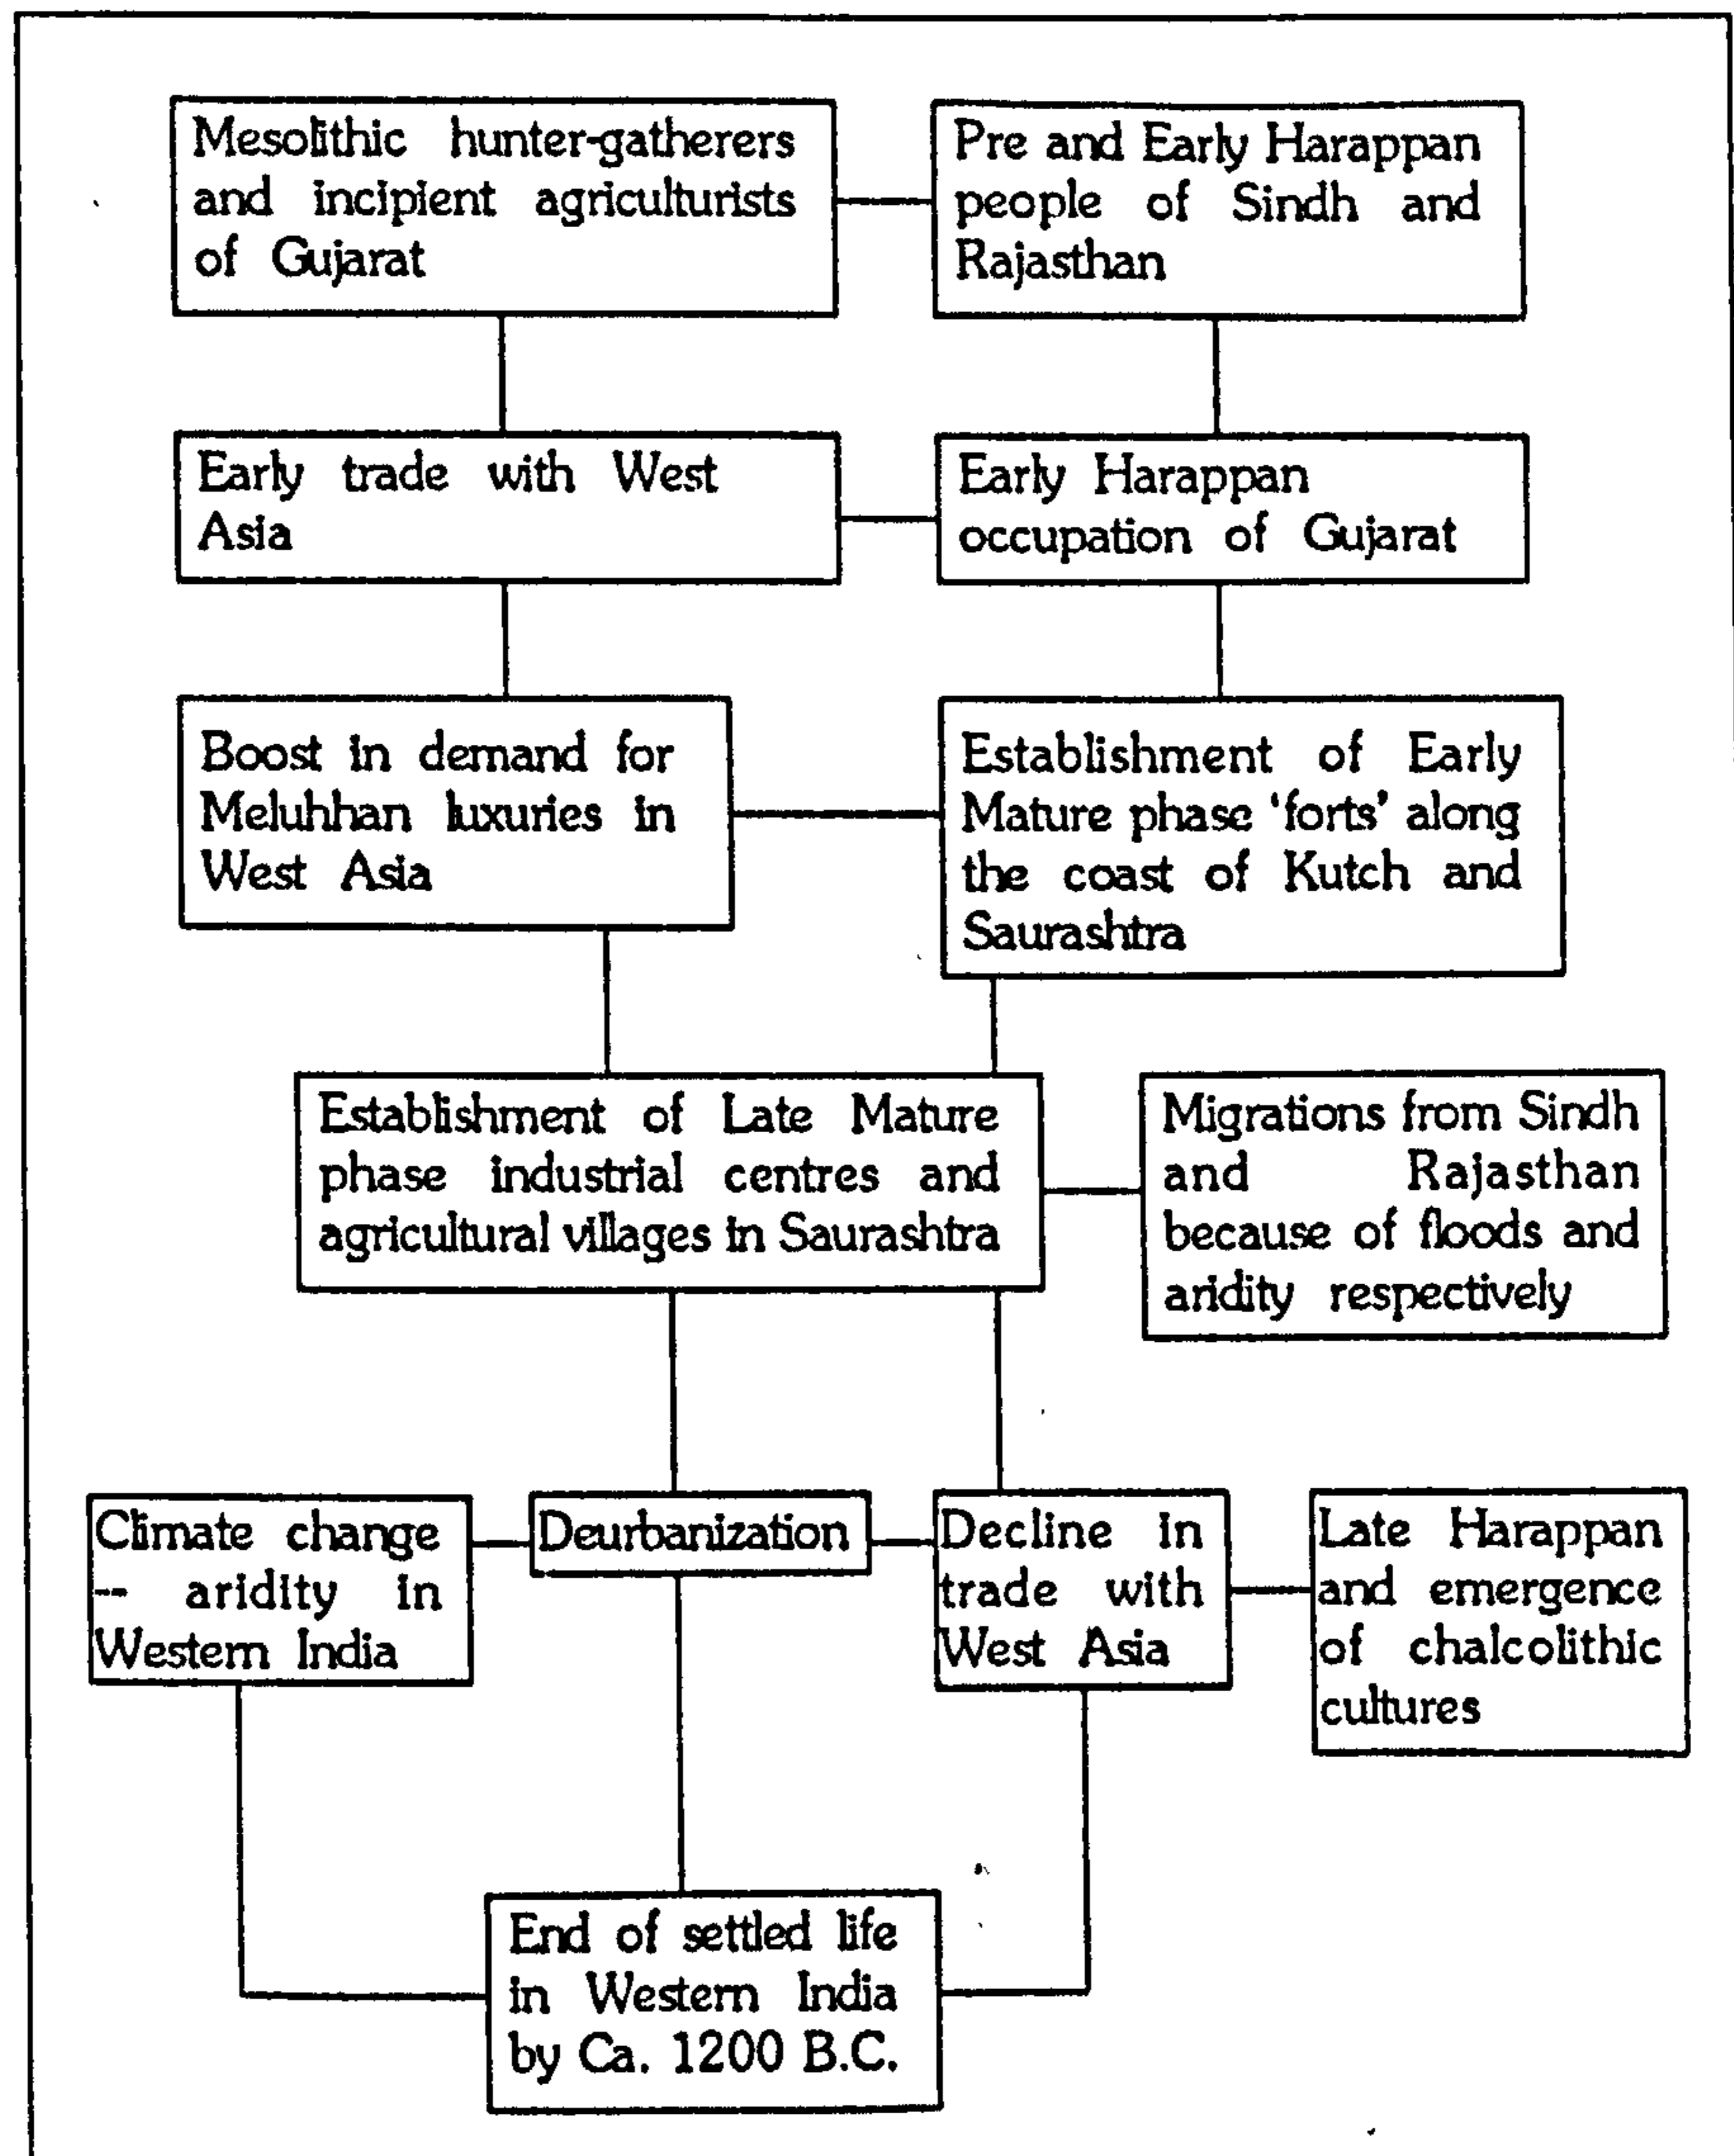 Mesolithic hunter-gatherers
and incipient agriculturists
of Gujarat
Pre and Early Harappan
people of Sindh and
Rajasthan
Early trade with West
Asia
Early Harappan
occupation of Gujarat
Boost in demand for
Meluhhan luxuries in
West Asia
Establishment of Early
Mature phase 'forts' along
the coast of Kutch and
Saurashtra
Establishment of Late Mature
phase industrial centres and
agricultural villages in Saurashtra
Migrations from Sindh
and Rajasthan
because of floods and
aridity respectively
Climate change
-- aridity in
Western India
Deurbanization
Decline in
trade with
West Asia
Late Harappan
and emergence
of chalcolithic
cultures
End of settled life
in Western India
by Ca. 1200 B.C.